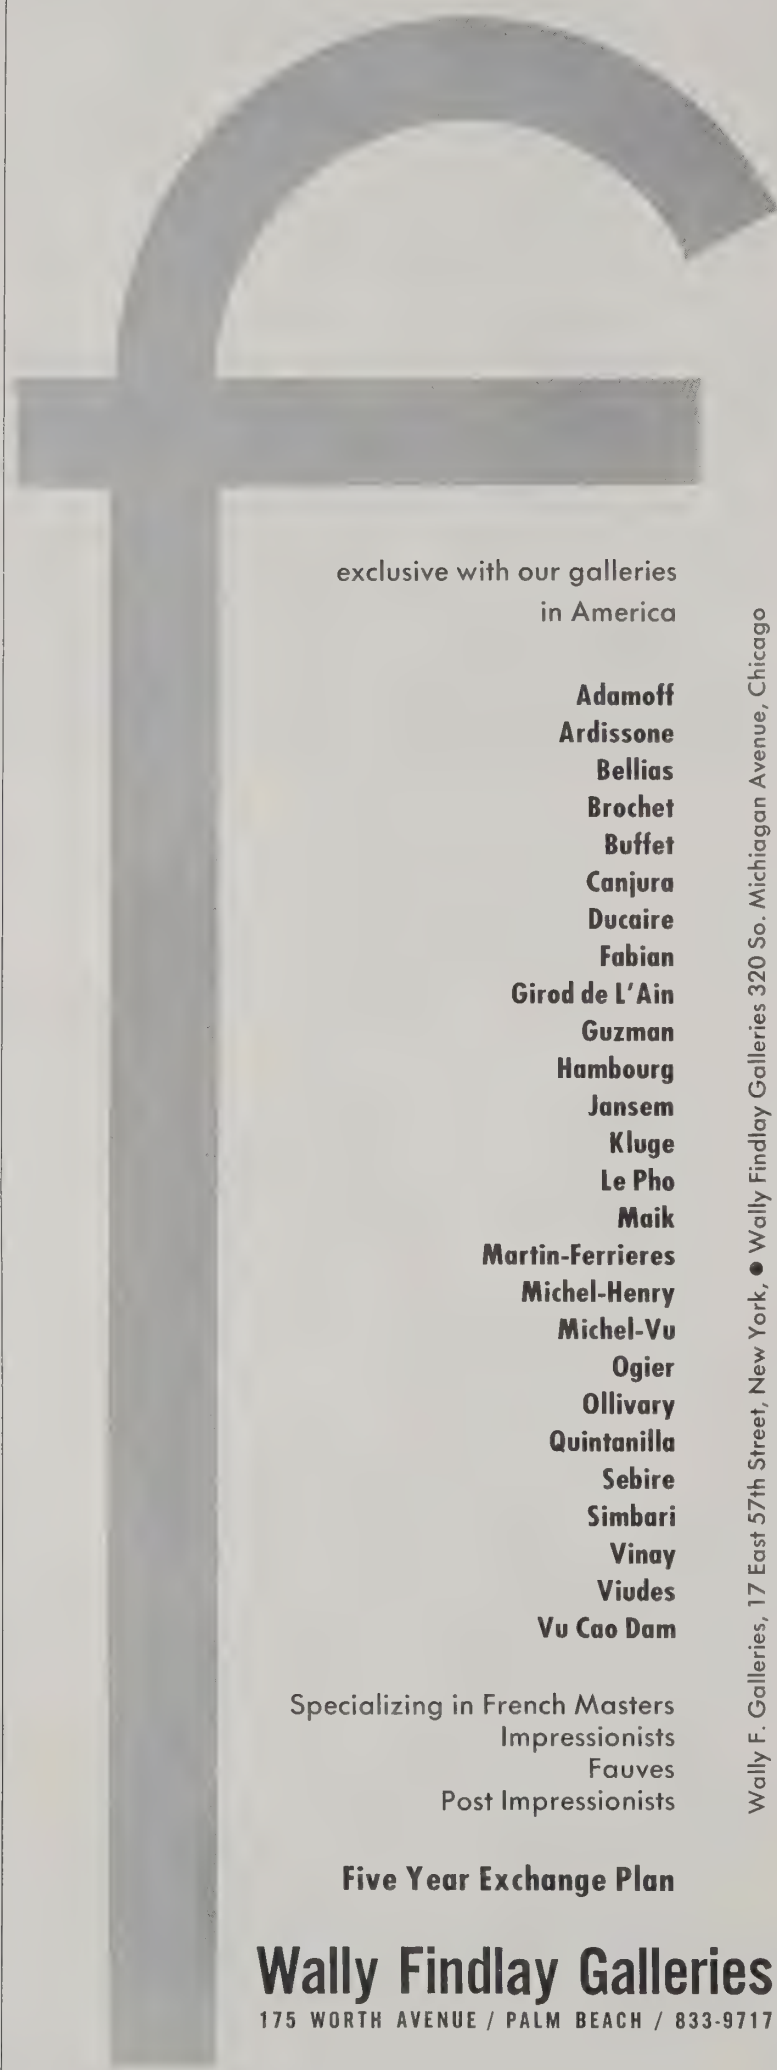 f
exclusive with our galleries
in America
Adamoff
Ardissone
Bellias
Brochet
Buffet
Canjura
Ducaire
Fabian
Girod de L'Ain
Guzman
Hambourg
Jansem
Kluge
Le Pho
Maik
Martin-Ferrieres
Michel-Henry
Michel-Vu
Ogier
Ollivary
Quintanilla
Sebire
Simbari
Vinay
Viudes
Vu Cao Dam
Specializing in French Masters
Impressionists
Fauves
Post Impressionists
Five Year Exchange Plan
Wally Findlay Galleries
175 WORTH AVENUE / PALM BEACH / 833-9717
Wally F. Galleries, 17 East 57th Street, New York, ● Wally Findlay Galleries 320 So. Michiagan Avenue, Chicago